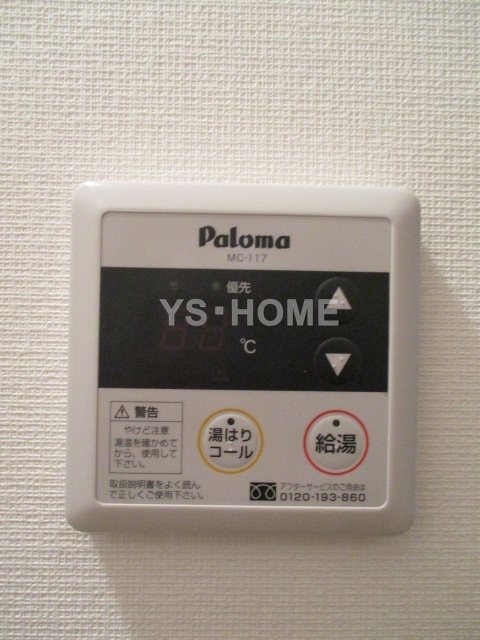 Paloma
MC-117
優先
YS・HOME
℃
警告
やけど注意
湯温を確かめて
から、使用して
下さい。
湯はり
コール
給湯
取扱説明書をよく読ん
で正しくご使用下さい。
アフターサービスのご用命は
0120-193-860